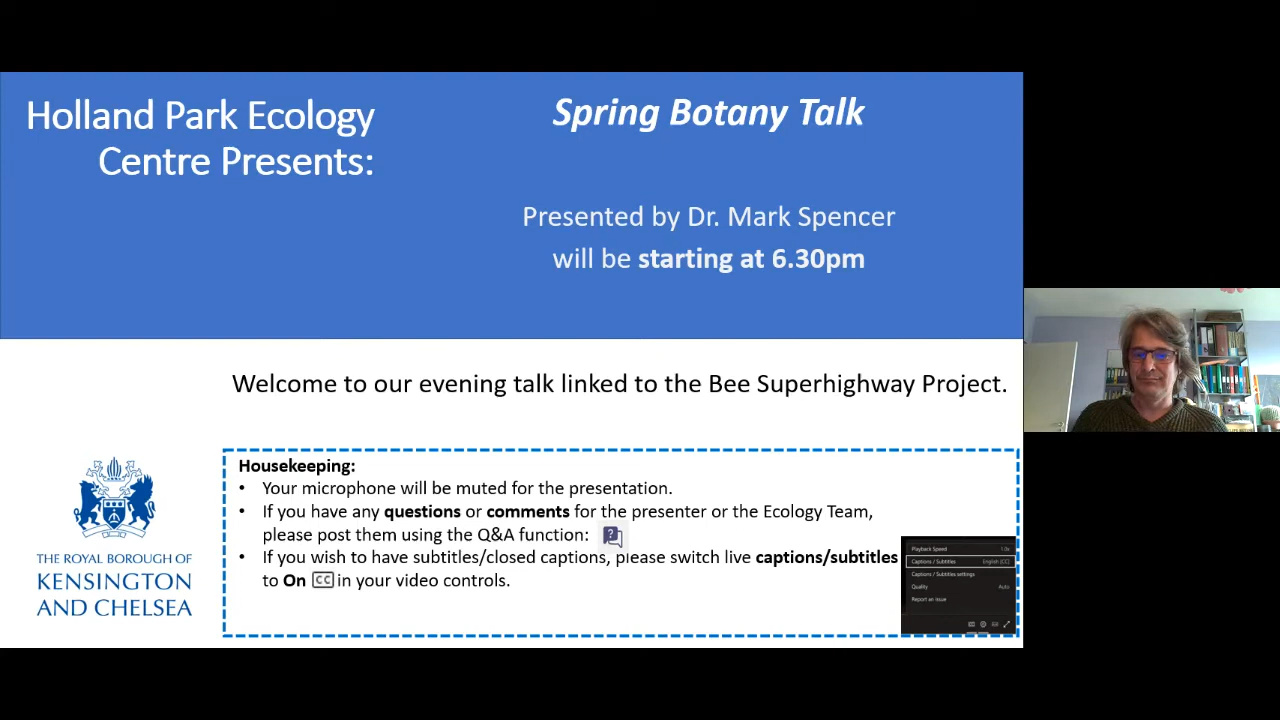 Holland Park Ecology
Centre Presents:
Spring Botany Talk
Presented by Dr. Mark Spencer
will be starting at 6.30pm
Welcome to our evening talk linked to the Bee Superhighway Project.
Housekeeping:
• Your microphone will be muted for the presentation.
• If you have any questions or comments for the presenter or the Ecology Team,
please post them using the Q&A function:
• If you wish to have subtitles/closed captions, please switch live captions/subtitles
to On CC in your video controls.
THE ROYAL BOROUGH OF
KENSINGTON
AND CHELSEA
Playback Speed 1.0x
Captions / Subtitles English (CC)
Captions / Subtitles settings
Quality Auto
Report an issue